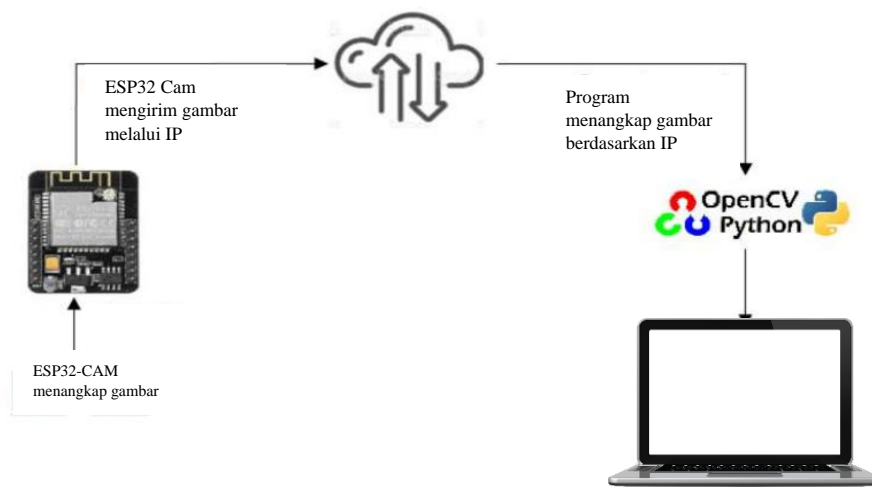 ESP32 Cam
mengirim gambar
melalui IP
Program
menangkap gambar
berdasarkan IP
OpenCV
Python
ESP32-CAM
menangkap gambar